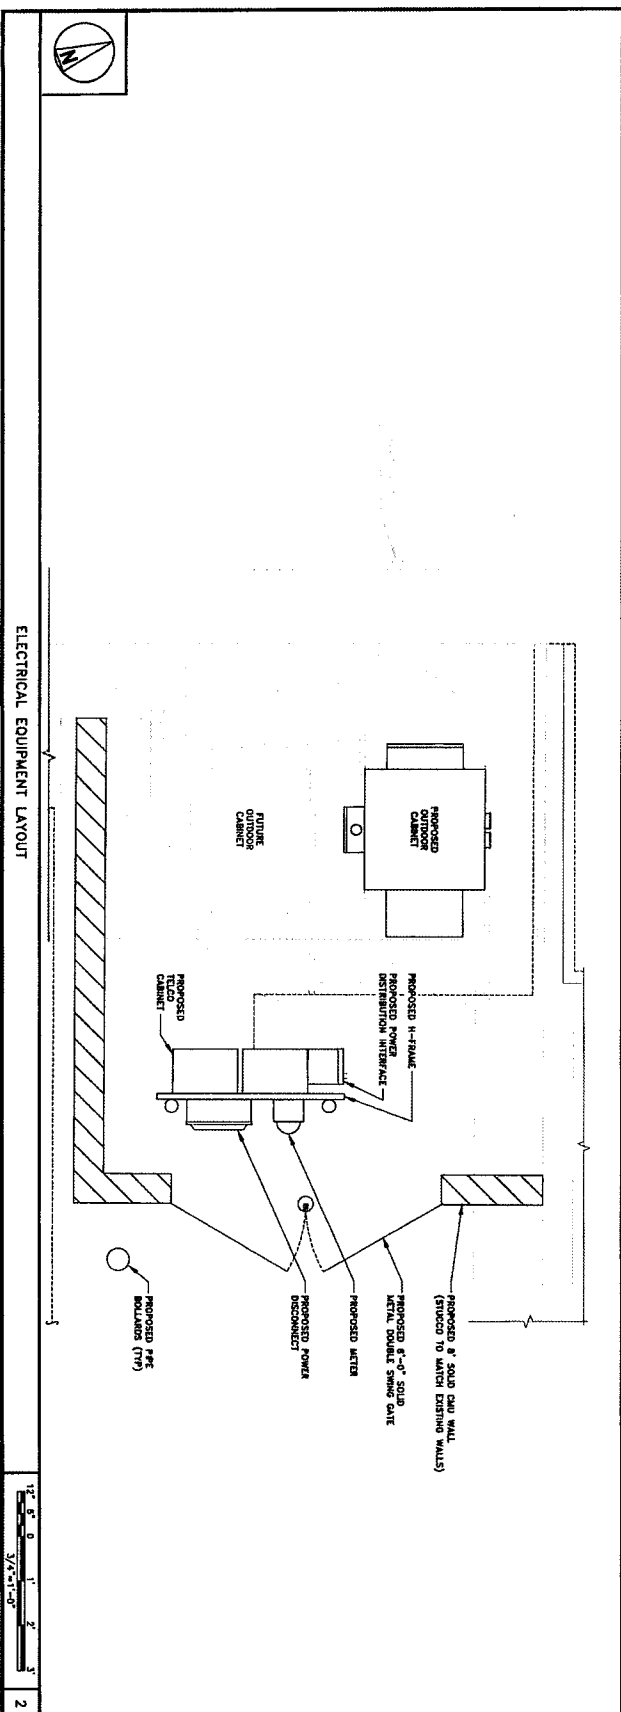 N
PROPOSED 8' SOLID CMU WALL
(STUCCO TO MATCH EXISTING WALLS)
PROPOSED 6'-0" SOLID
METAL DOUBLE SWING GATE
PROPOSED H-FRAME
PROPOSED POWER
DISTRIBUTION INTERFACE
PROPOSED
OUTDOOR
CABINET
PROPOSED METER
PROPOSED POWER
DISCONNECT
FUTURE
OUTDOOR
CABINET
PROPOSED
TELCO
CABINET
PROPOSED PIPE
BOLLARDS (TYP)
ELECTRICAL EQUIPMENT LAYOUT
12" 6" 0 1' 2' 3'
3/4"=1'-0"
2